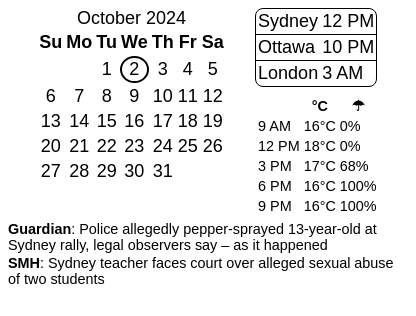 October 2024
Su Mo Tu We Th Fr Sa
1 2 3 4 5
6 7 8 9 10 11 12
13 14 15 16 17 18 19
20 21 22 23 24 25 26
27 28 29 30 31
Sydney 12 PM
Ottawa 10 PM
London 3 AM
°C ☂
9 AM 16°C 0%
12 PM 18°C 0%
3 PM 17°C 68%
6 PM 16°C 100%
9 PM 16°C 100%
Guardian: Police allegedly pepper-sprayed 13-year-old at
Sydney rally, legal observers say – as it happened
SMH: Sydney teacher faces court over alleged sexual abuse
of two students